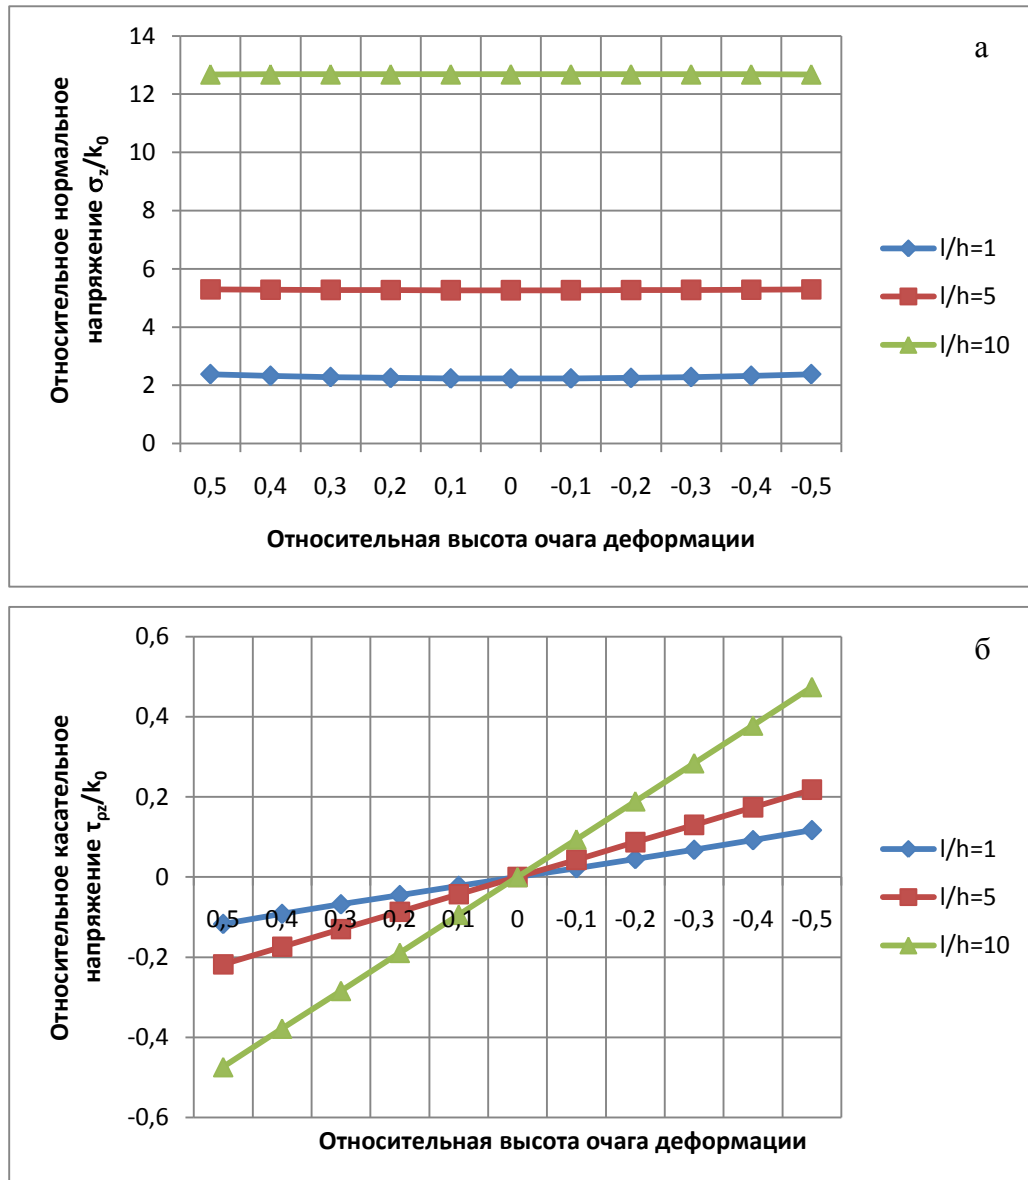 а
Относительное нормальное
напряжение σz/k0
14
12
10
8
6
4
2
0
0,5 0,4 0,3 0,2 0,1 0 -0,1 -0,2 -0,3 -0,4 -0,5
Относительная высота очага деформации
l/h=1
l/h=5
l/h=10
б
Относительное касательное
напряжение τρz/k0
0,6
0,4
0,2
0
-0,2
-0,4
-0,6
0,5 0,4 0,3 0,2 0,1 0 -0,1 -0,2 -0,3 -0,4 -0,5
Относительная высота очага деформации
l/h=1
l/h=5
l/h=10